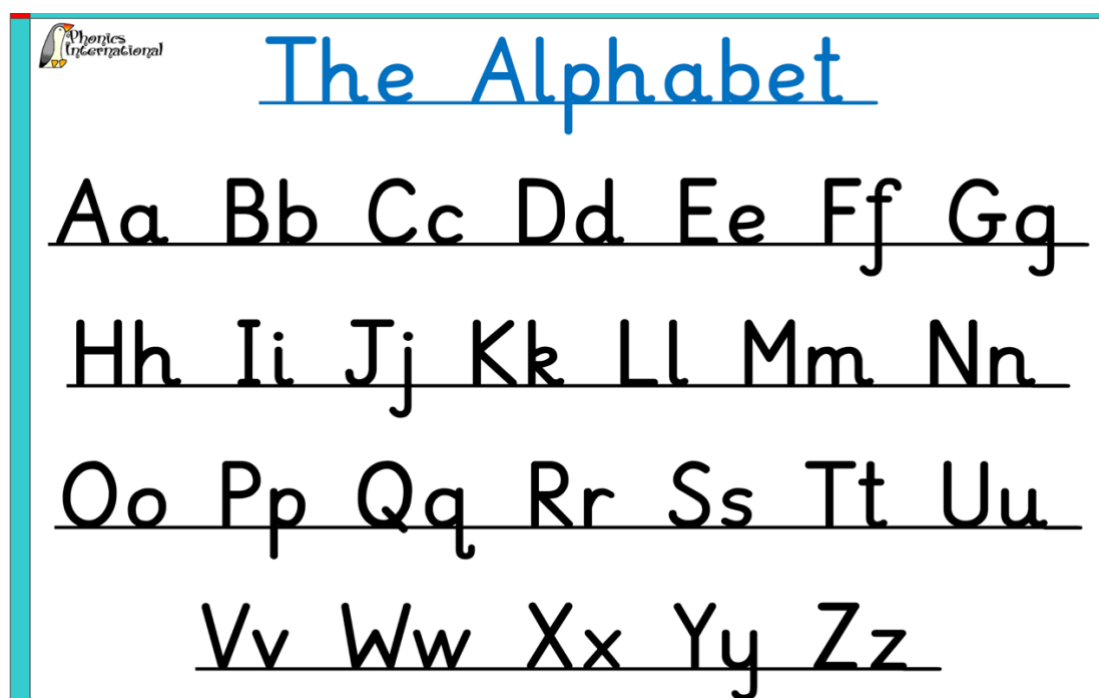 Phonics
International
The Alphabet
Aa Bb Cc Dd Ee Ff Gg
Hh Ii Jj Kk Ll Mm Nn
Oo Pp Qq Rr Ss Tt Uu
Vv Ww Xx Yy Zz